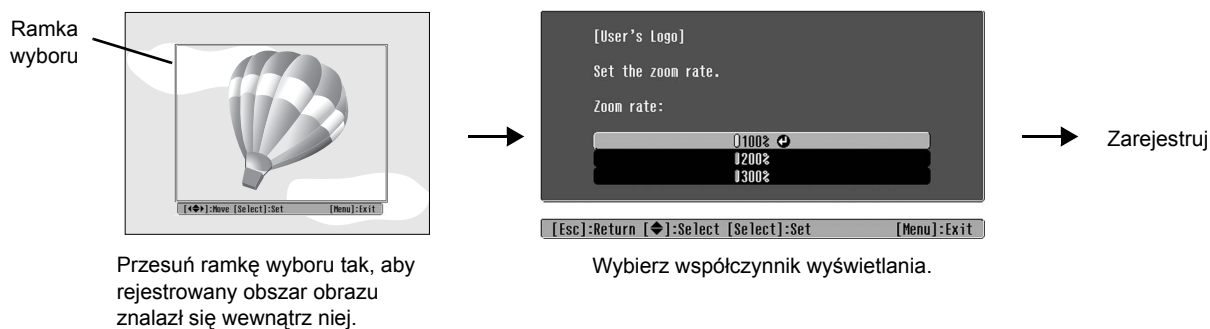 Ramka
wyboru
[◄◆►]:Move [Select]:Set [Menu]:Exit
Przesuń ramkę wyboru tak, aby
rejestrowany obszar obrazu
znalazł się wewnątrz niej.
[User's Logo]
Set the zoom rate.
Zoom rate:
100%
200%
300%
[Esc]:Return [◆]:Select [Select]:Set [Menu]:Exit
Wybierz współczynnik wyświetlania.
Zarejestruj